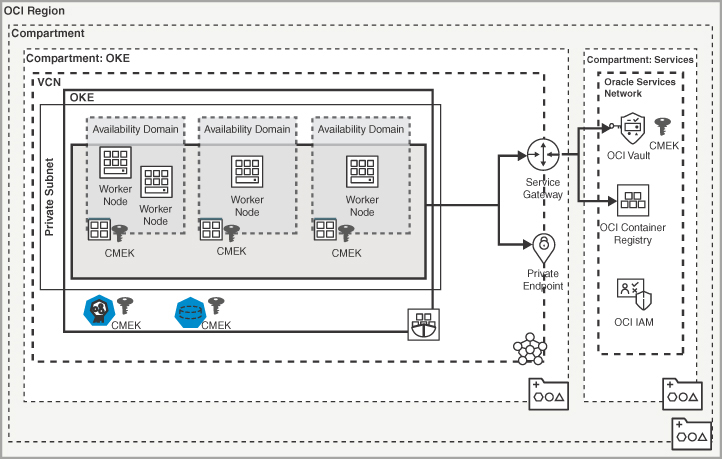 OCI Region
Compartment
Compartment: OKE
Compartment: Services
VCN
OKE
Oracle Services
Network
Private Subnet
Availability Domain
Availability Domain
Availability Domain
Worker
Node
Worker
Node
Worker
Node
Worker
Node
CMEK
CMEK
CMEK
CMEK
CMEK
Service
Gateway
Private
Endpoint
OCI Vault
CMEK
OCI Container
Registry
OCI IAM